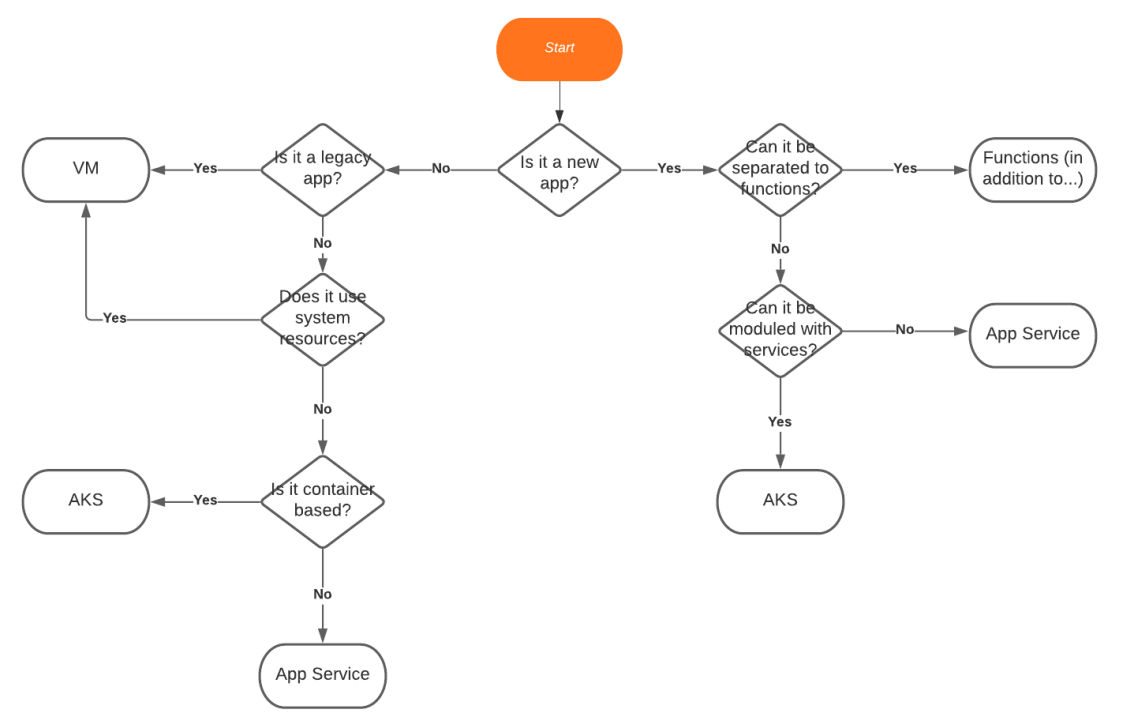 Start
VM
Yes
Is it a legacy
app?
No
Is it a new
app?
Yes
Can it be
separated to
functions?
Yes
Functions (in
addition to...)
No
No
Yes
Does it use
system
resources?
Can it be
moduled with
services?
No
App Service
No
Yes
AKS
Yes
Is it container
based?
AKS
No
App Service